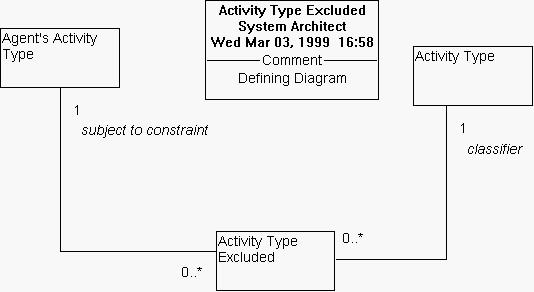 Activity Type Excluded
System Architect
Wed Mar 03, 1999  16:58
Comment
Defining Diagram
Agent's Activity
Type
Activity Type
1
subject to constraint
1
classifier
Activity Type
Excluded
0..*
0..*